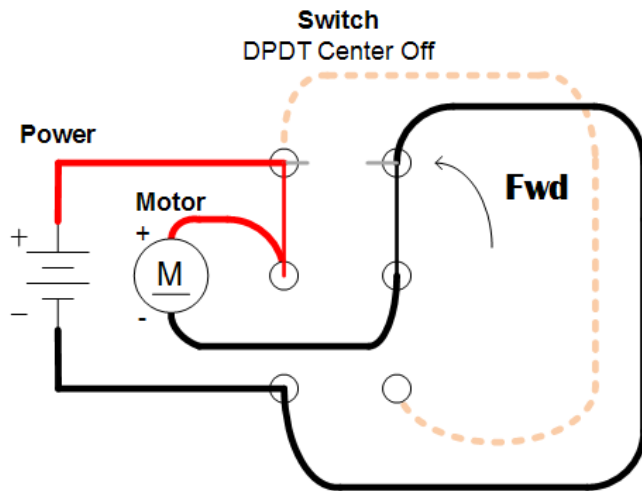 Switch
DPDT Center Off
Power
Fwd
Motor
+
+
M
-
−